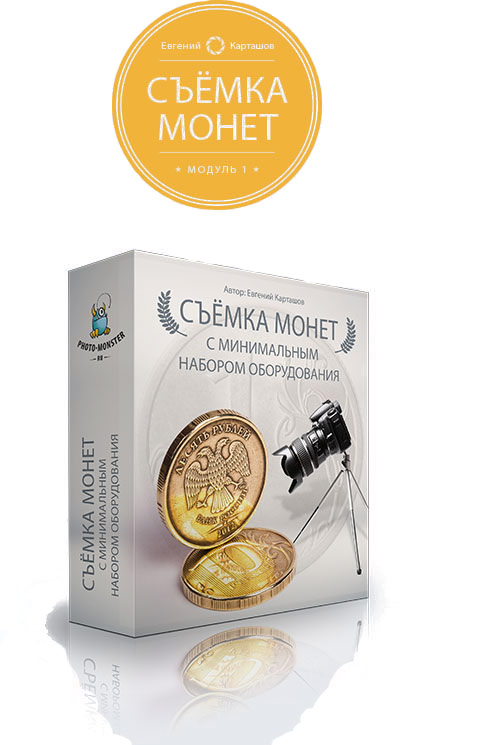 Евгений Карташов
СЪЁМКА
МОНЕТ
★ МОДУЛЬ 1 ★
Автор: Евгений Карташов
СЪЁМКА МОНЕТ
С МИНИМАЛЬНЫМ
НАБОРОМ ОБОРУДОВАНИЯ
PHOTO-MONSTER
RU
СЪЁМКА МОНЕТ
С МИНИМАЛЬНЫМ
НАБОРОМ ОБОРУДОВАНИЯ
ДЕСЯТЬ РУБЛЕЙ